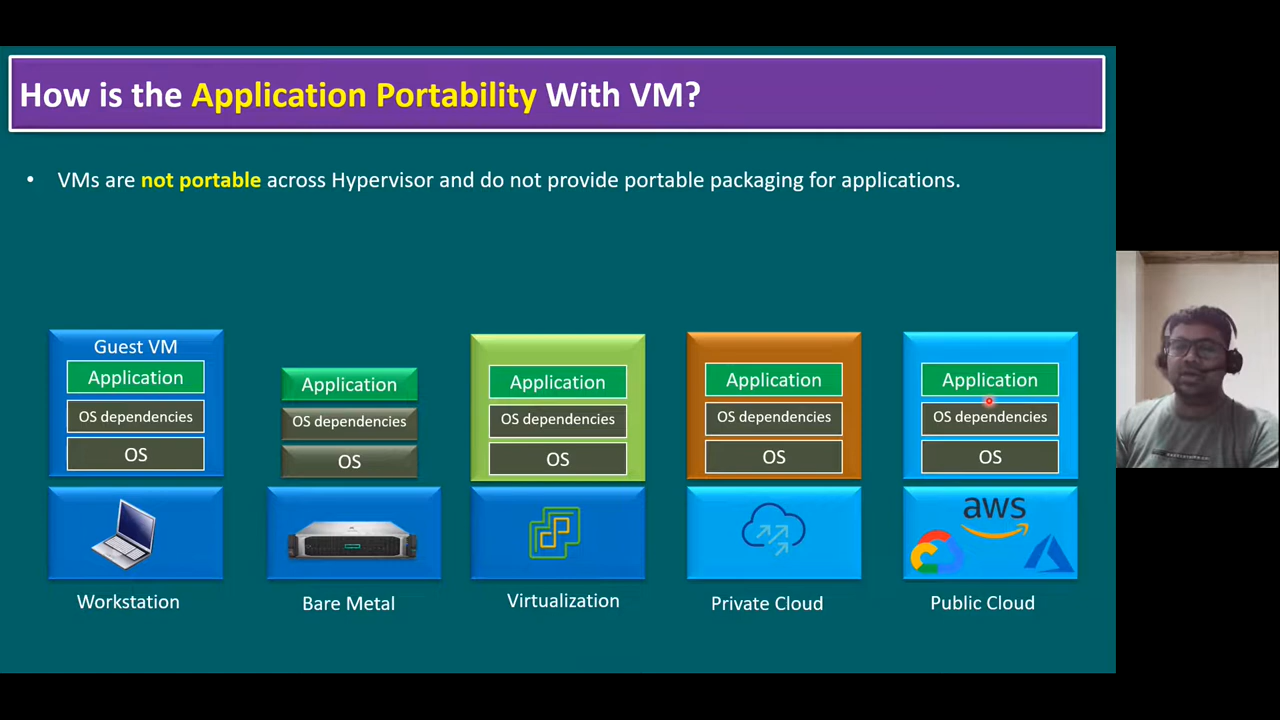 How is the Application Portability With VM?
• VMs are not portable across Hypervisor and do not provide portable packaging for applications.
Guest VM
Application
OS dependencies
OS
Workstation
Application
OS dependencies
OS
Bare Metal
Application
OS dependencies
OS
Virtualization
Application
OS dependencies
OS
Private Cloud
Application
OS dependencies
OS
aws
Public Cloud